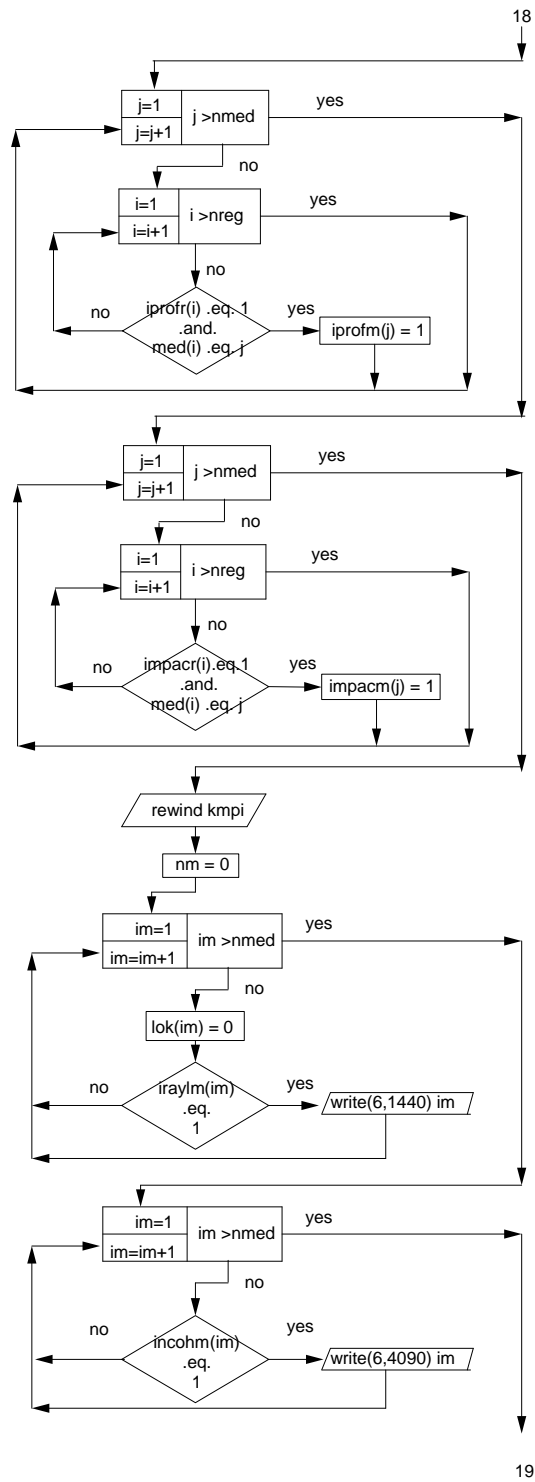 18
j=1
j=j+1
j >nmed
yes
no
i=1
i=i+1
i >nreg
yes
no
no
iprofr(i) .eq. 1
.and.
med(i) .eq. j
yes
iprofm(j) = 1
j=1
j=j+1
j >nmed
yes
no
i=1
i=i+1
i >nreg
yes
no
no
impacr(i).eq.1
.and.
med(i) .eq. j
yes
impacm(j) = 1
rewind kmpi
nm = 0
im=1
im=im+1
im >nmed
yes
no
lok(im) = 0
no
iraylm(im)
.eq.
1
yes
write(6,1440) im
im=1
im=im+1
im >nmed
yes
no
no
incohm(im)
.eq.
1
yes
write(6,4090) im
19